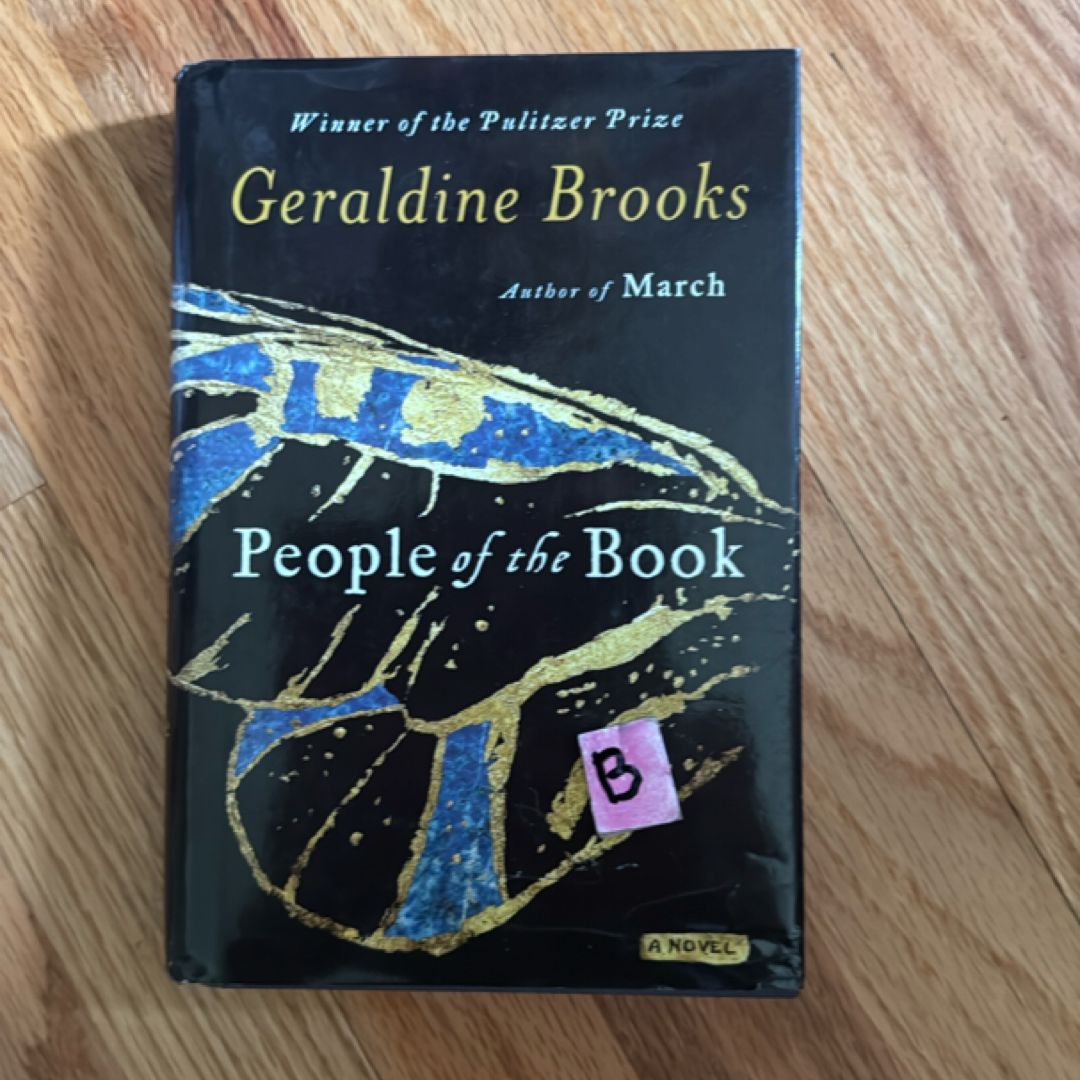 Winner of the Pulitzer Prize
Geraldine Brooks
Author of March
People of the Book
B
A NOVEL